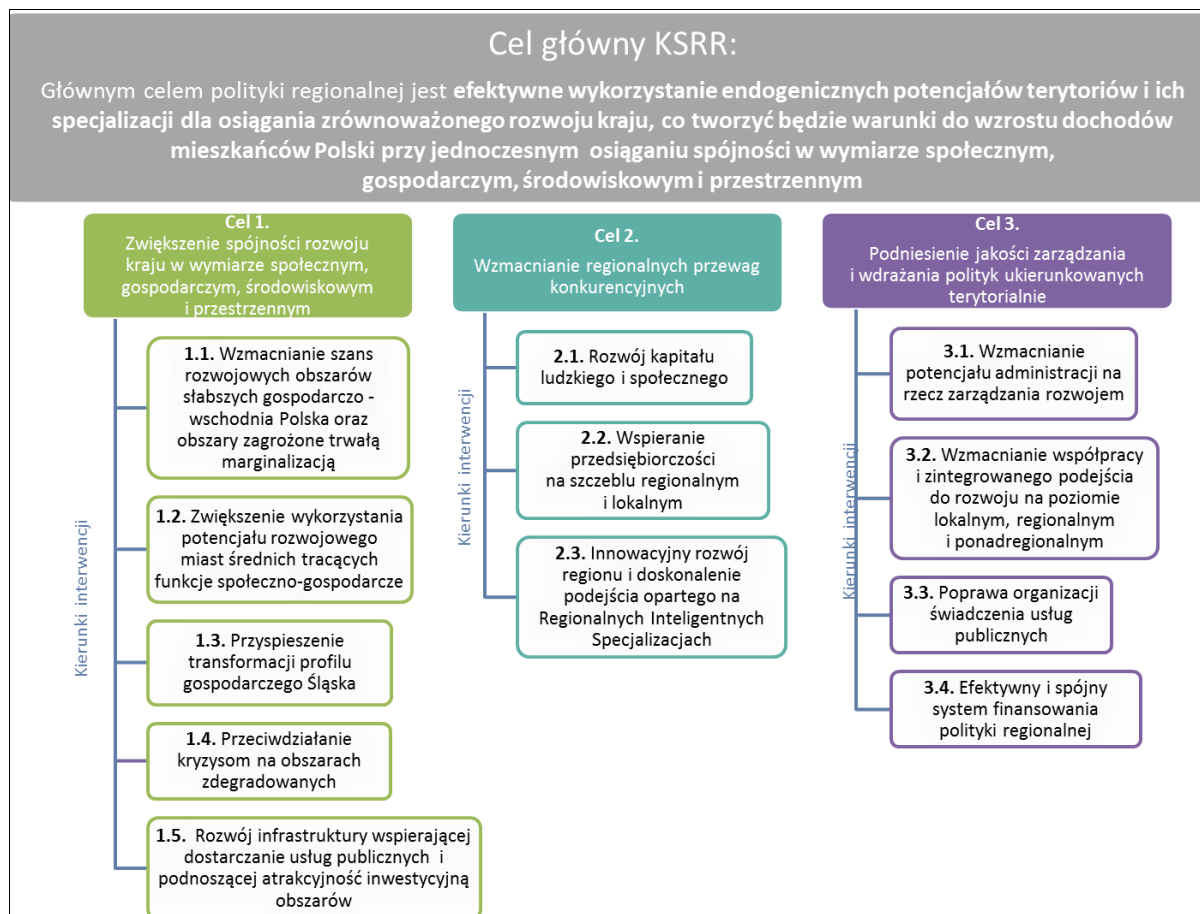 Cel główny KSRR:
Głównym celem polityki regionalnej jest efektywne wykorzystanie endogenicznych potencjałów terytoriów i ich
specjalizacji dla osiągania zrównoważonego rozwoju kraju, co tworzyć będzie warunki do wzrostu dochodów
mieszkańców Polski przy jednoczesnym osiąganiu spójności w wymiarze społecznym,
gospodarczym, środowiskowym i przestrzennym
Cel 1.
Zwiększenie spójności rozwoju
kraju w wymiarze społecznym,
gospodarczym, środowiskowym
i przestrzennym
Kierunki interwencji
1.1. Wzmacnianie szans
rozwojowych obszarów
słabszych gospodarczo -
wschodnia Polska oraz
obszary zagrożone trwałą
marginalizacją
1.2. Zwiększenie wykorzystania
potencjału rozwojowego
miast średnich tracących
funkcje społeczno-gospodarcze
1.3. Przyspieszenie
transformacji profilu
gospodarczego Śląska
1.4. Przeciwdziałanie
kryzysom na obszarach
zdegradowanych
1.5. Rozwój infrastruktury wspierającej
dostarczanie usług publicznych i
podnoszącej atrakcyjność inwestycyjną
obszarów
Cel 2.
Wzmacnianie regionalnych przewag
konkurencyjnych
Kierunki interwencji
2.1. Rozwój kapitału
ludzkiego i społecznego
2.2. Wspieranie
przedsiębiorczości
na szczeblu regionalnym
i lokalnym
2.3. Innowacyjny rozwój
regionu i doskonalenie
podejścia opartego na
Regionalnych Inteligentnych
Specjalizacjach
Cel 3.
Podniesienie jakości zarządzania
i wdrażania polityk ukierunkowanych
terytorialnie
Kierunki interwencji
3.1. Wzmacnianie
potencjału administracji na
rzecz zarządzania rozwojem
3.2. Wzmacnianie współpracy
i zintegrowanego podejścia
do rozwoju na poziomie
lokalnym, regionalnym
i ponadregionalnym
3.3. Poprawa organizacji
świadczenia usług
publicznych
3.4. Efektywny i spójny
system finansowania
polityki regionalnej